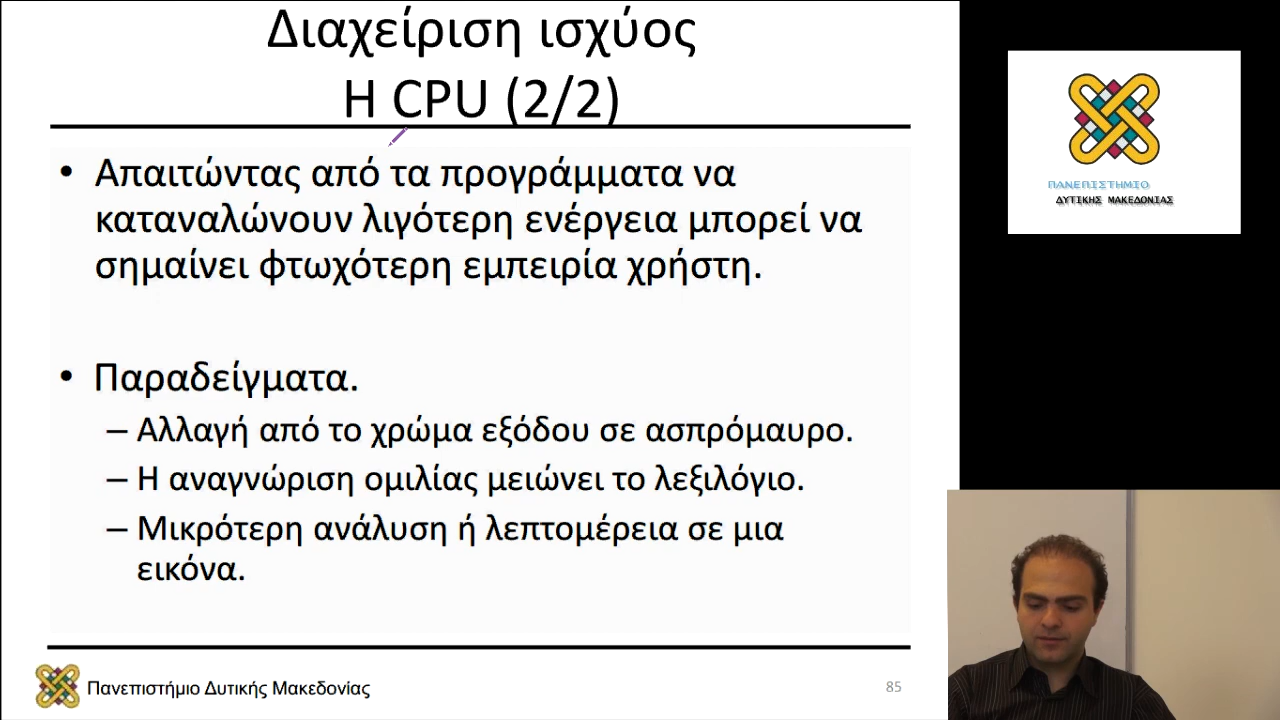 Διαχείριση ισχύος
Η CPU (2/2)
• Απαιτώντας από τα προγράμματα να
καταναλώνουν λιγότερη ενέργεια μπορεί να
σημαίνει φτωχότερη εμπειρία χρήστη.
• Παραδείγματα.
– Αλλαγή από το χρώμα εξόδου σε ασπρόμαυρο.
– Η αναγνώριση ομιλίας μειώνει το λεξιλόγιο.
– Μικρότερη ανάλυση ή λεπτομέρεια σε μια
εικόνα.
Πανεπιστήμιο Δυτικής Μακεδονίας
85
ΠΑΝΕΠΙΣΤΗΜΙΟ
ΔΥΤΙΚΗΣ ΜΑΚΕΔΟΝΙΑΣ